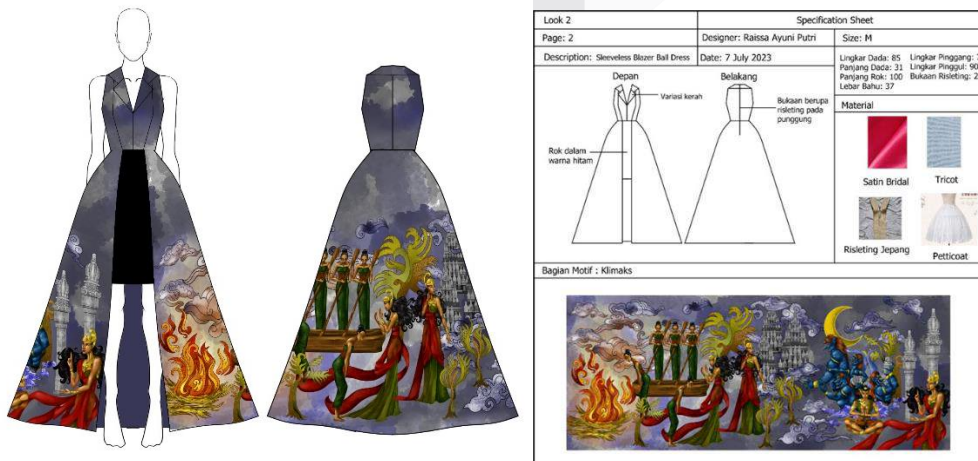 Look 2
Specification Sheet
Page: 2
Designer: Raissa Ayuni Putri
Size: M
Description: Sleeveless Blazer Ball Dress
Date: 7 July 2023
Lingkar Dada: 85 Lingkar Pinggang:
Panjang Dada: 31 Lingkar Pinggul: 90
Panjang Rok: 100 Bukaan Risleting: 2
Lebar Bahu: 37
Depan
Belakang
Variasi kerah
Bukaan berupa
risleting pada
punggung
Rok dalam
warna hitam
Material
Satin Bridal
Tricot
Risleting Jepang
Petticoat
Bagian Motif : Klimaks